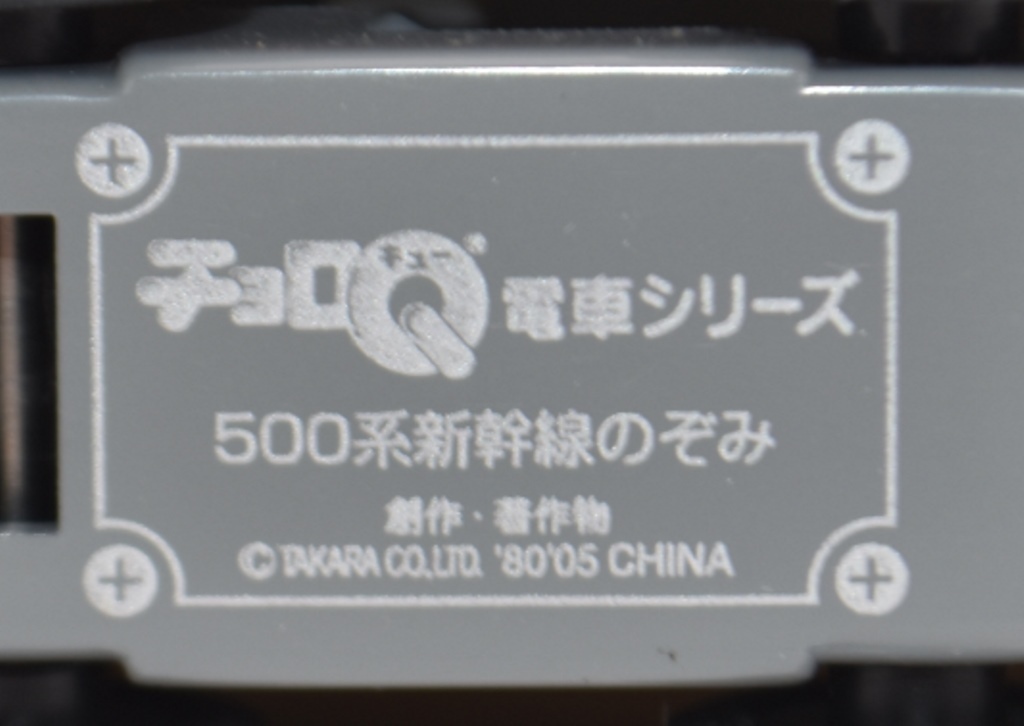 チョロQ キュー 電車シリーズ
500系新幹線のぞみ
創作・著作物
©TAKARA CO.,LTD. '80'05 CHINA